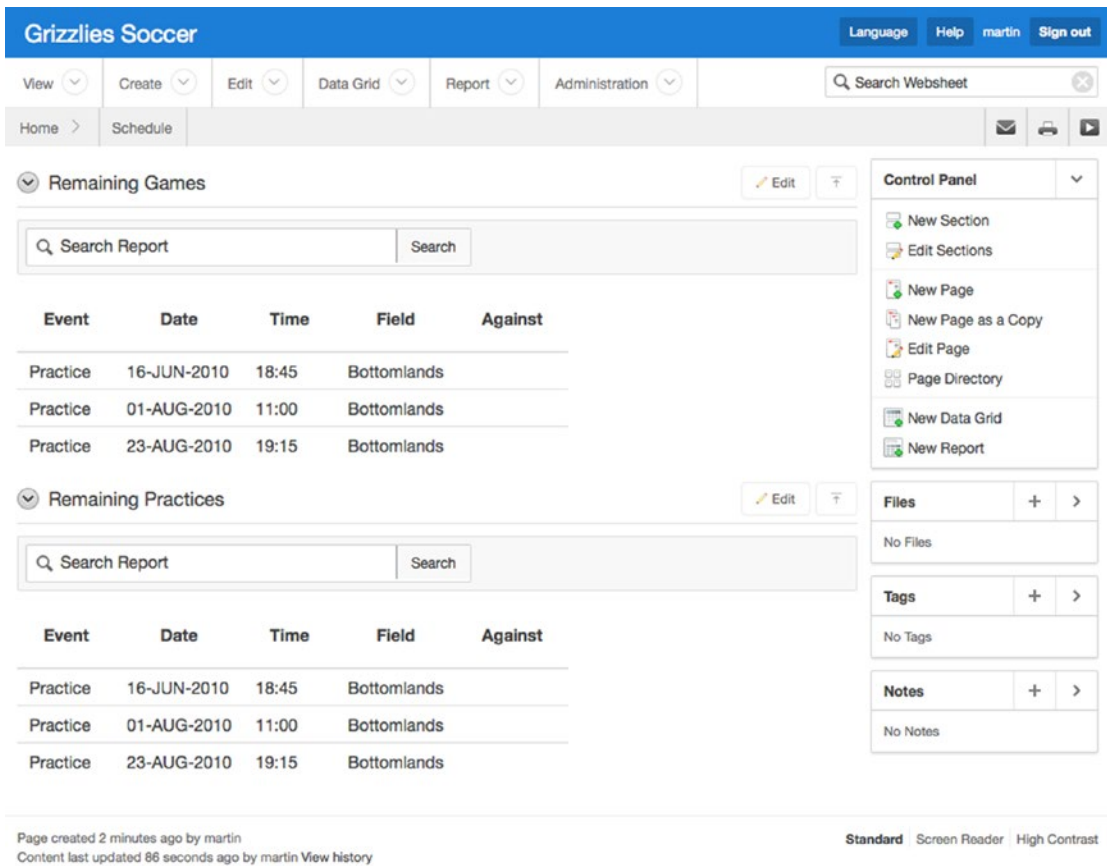 Grizzlies Soccer
Language Help martin Sign out
View Create Edit Data Grid Report Administration
Search Websheet
Home Schedule
Remaining Games
Edit
Search Report Search
Event Date Time Field Against
Practice 16-JUN-2010 18:45 Bottomlands
Practice 01-AUG-2010 11:00 Bottomlands
Practice 23-AUG-2010 19:15 Bottomlands
Remaining Practices
Edit
Search Report Search
Event Date Time Field Against
Practice 16-JUN-2010 18:45 Bottomlands
Practice 01-AUG-2010 11:00 Bottomlands
Practice 23-AUG-2010 19:15 Bottomlands
Control Panel
New Section
Edit Sections
New Page
New Page as a Copy
Edit Page
Page Directory
New Data Grid
New Report
Files
No Files
Tags
No Tags
Notes
No Notes
Page created 2 minutes ago by martin
Content last updated 86 seconds ago by martin View history
Standard Screen Reader High Contrast